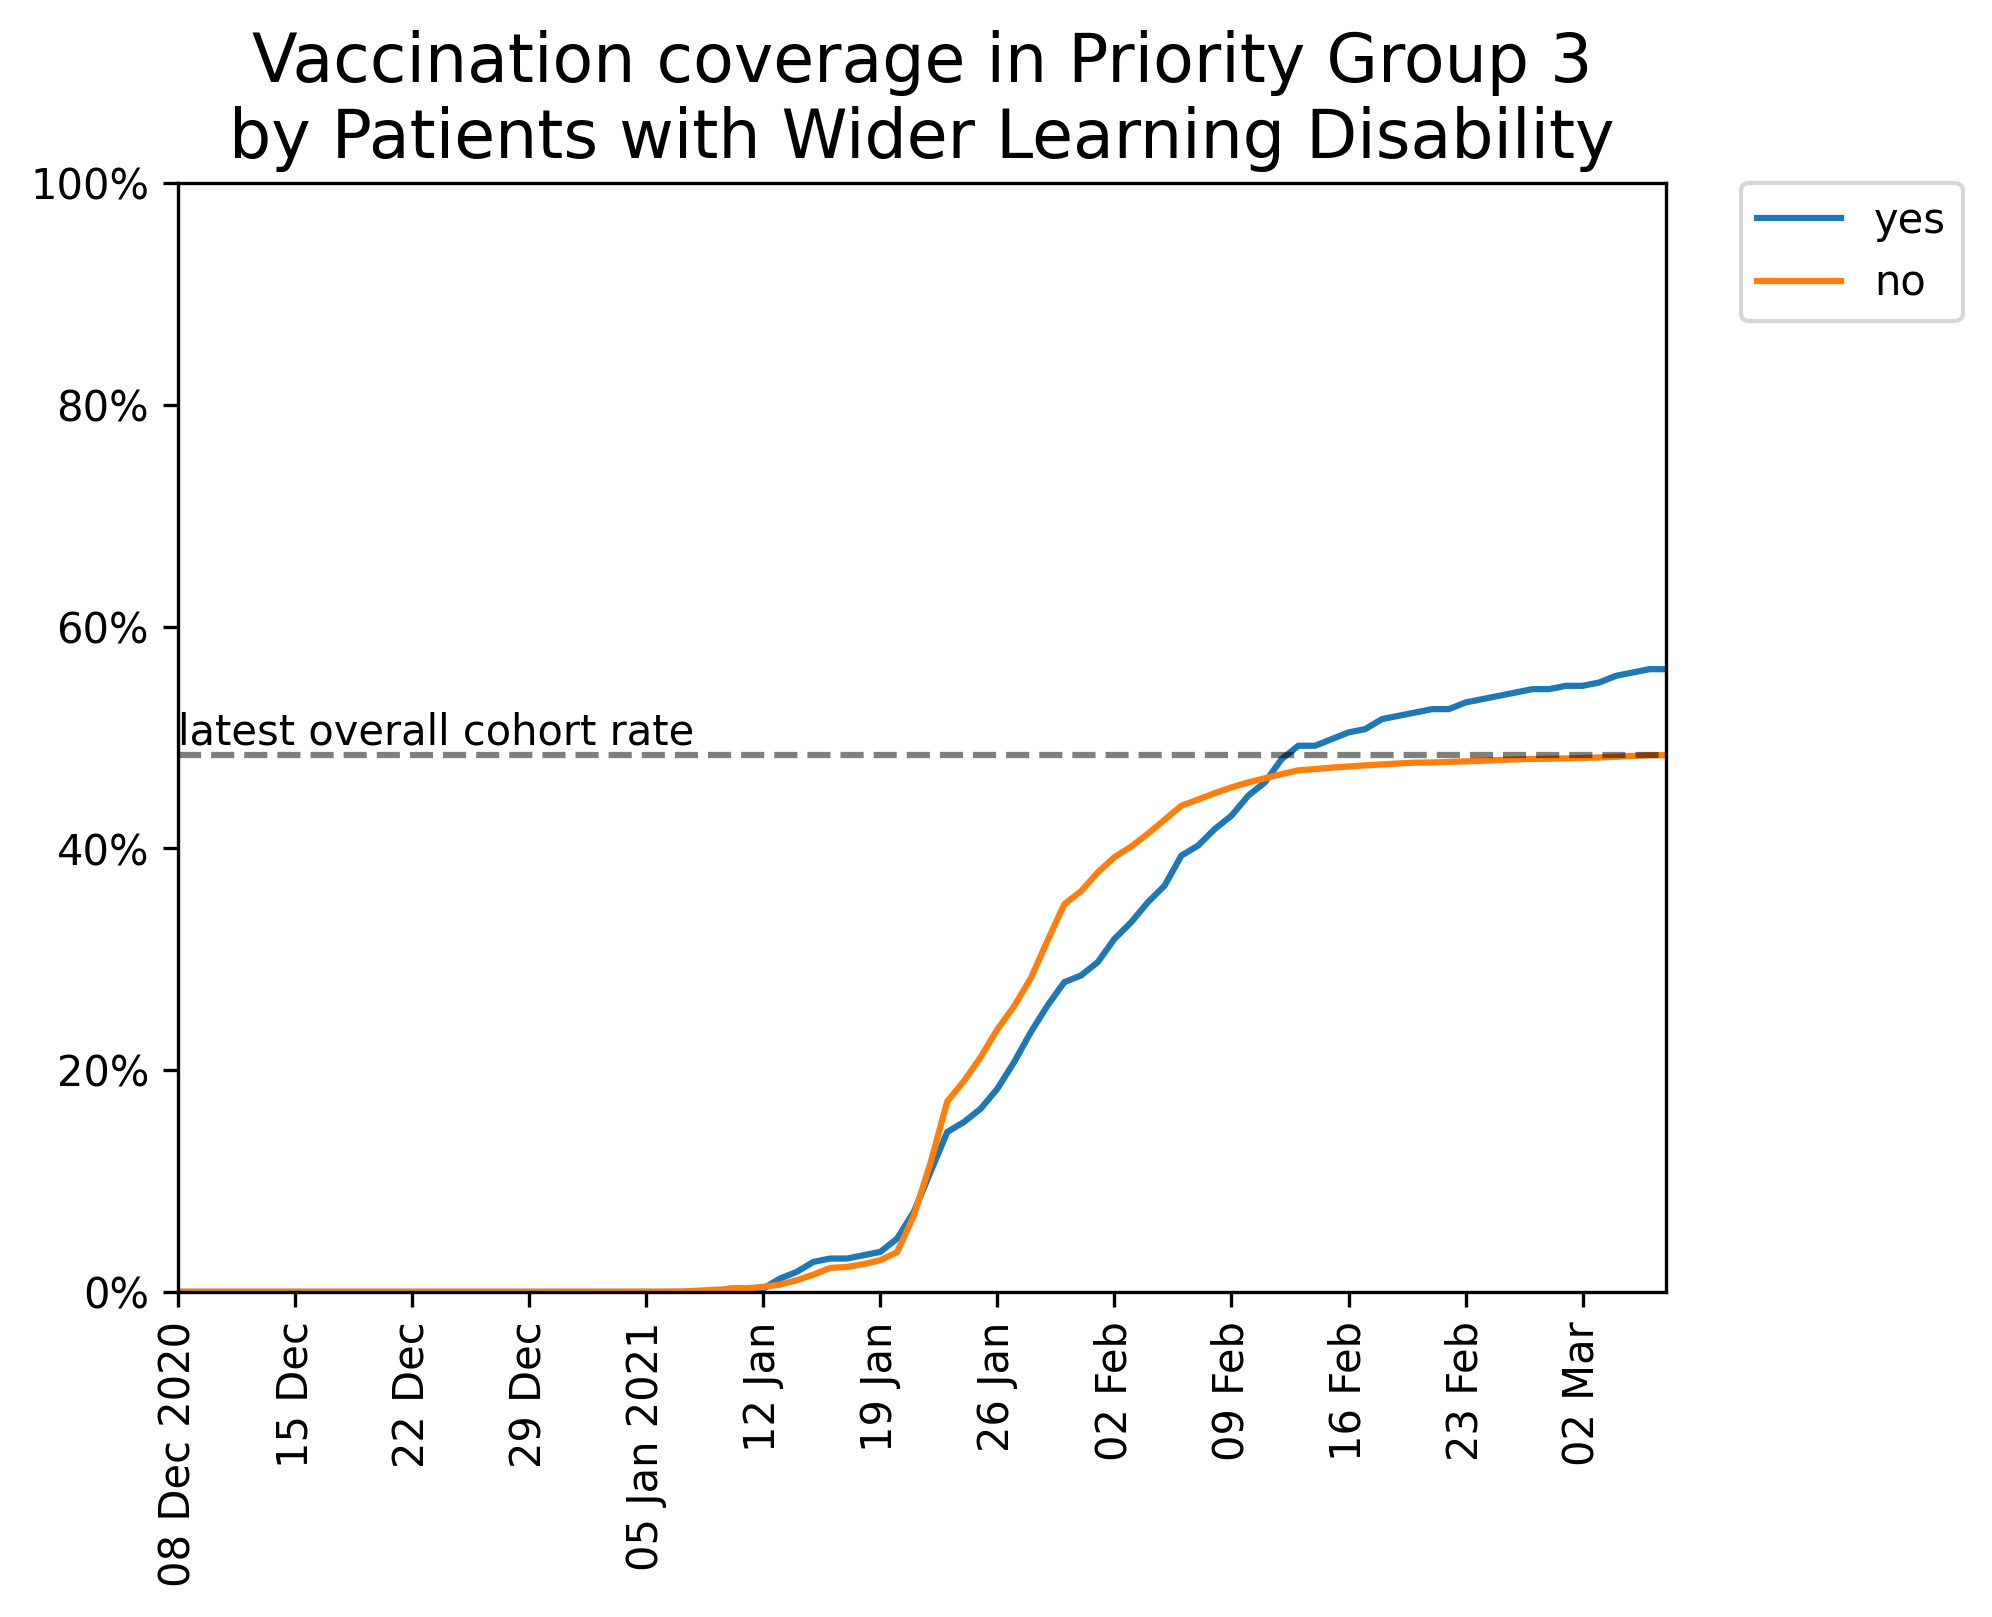 Vaccination coverage in Priority Group 3
by Patients with Wider Learning Disability
100%
80%
60%
40%
20%
0%
latest overall cohort rate
yes
no
08 Dec 2020
15 Dec
22 Dec
29 Dec
05 Jan 2021
12 Jan
19 Jan
26 Jan
02 Feb
09 Feb
16 Feb
23 Feb
02 Mar